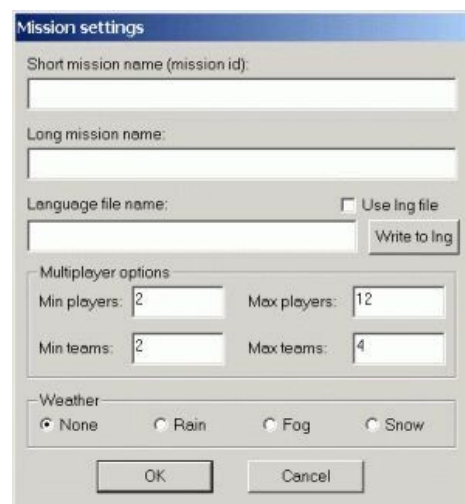 Mission settings
Short mission name (mission id):
Long mission name:
Language file name:
Use lng file
Write to lng
Multiplayer options
Min players: 2 Max players: 12
Min teams: 2 Max teams: 4
Weather
None Rain Fog Snow
OK Cancel